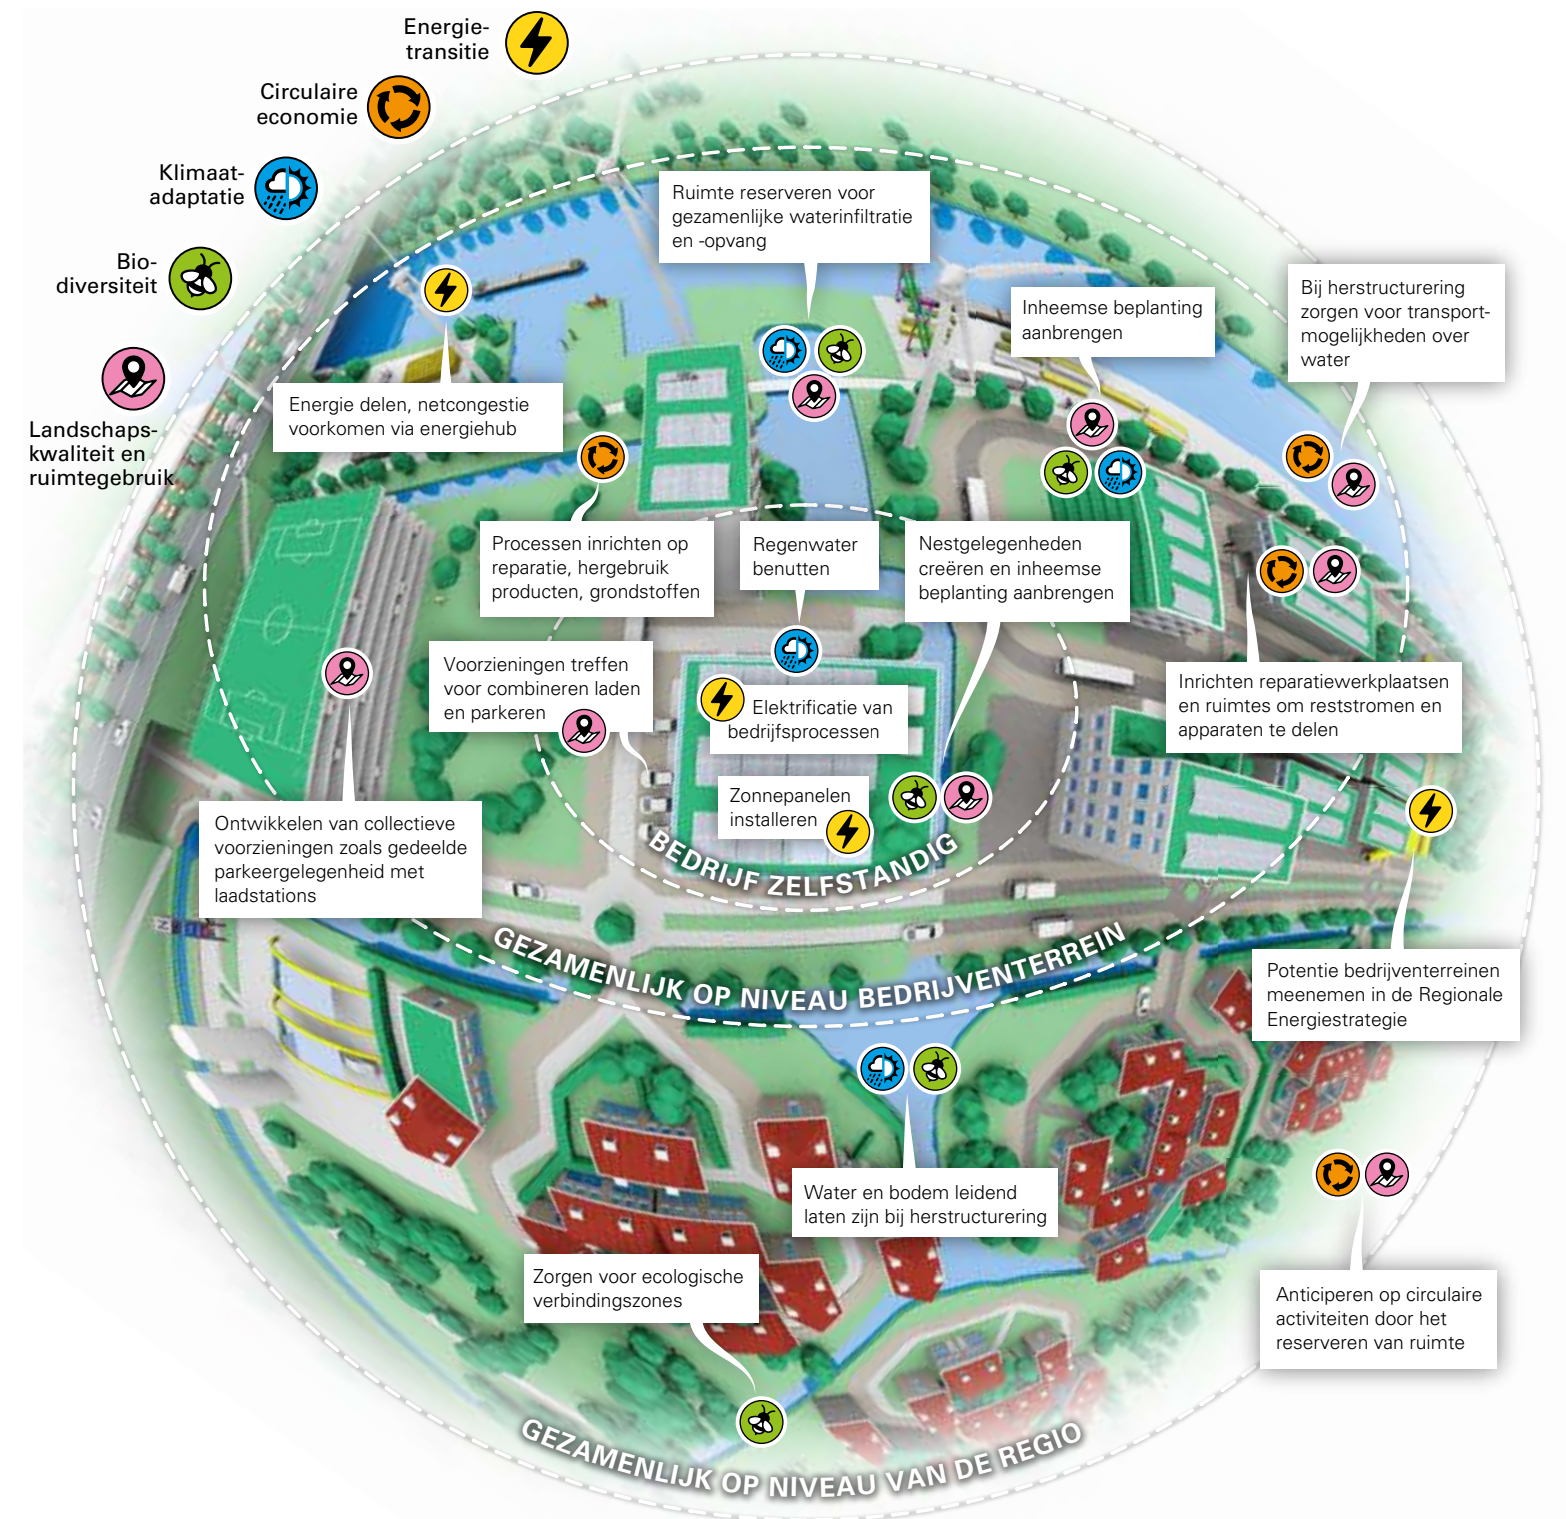 Energie-
transitie
Circulaire
economie
Klimaat-
adaptatie
Bio-
diversiteit
Landschaps-
kwaliteit en
ruimtegebruik
Ruimte reserveren voor
gezamenlijke waterinfiltratie
en -opvang
Inheemse beplanting
aanbrengen
Bij herstructurering
zorgen voor transport-
mogelijkheden over
water
Energie delen, netcongestie
voorkomen via energiehub
Processen inrichten op
reparatie, hergebruik
producten, grondstoffen
Regenwater
benutten
Nestgelegenheden
creëren en inheemse
beplanting aanbrengen
Voorzieningen treffen
voor combineren laden
en parkeren
Elektrificatie van
bedrijfsprocessen
Inrichten reparatiewerkplaatsen
en ruimtes om reststromen en
apparaten te delen
Zonnepanelen
installeren
Ontwikkelen van collectieve
voorzieningen zoals gedeelde
parkeergelegenheid met
laadstations
BEDRIJF ZELFSTANDIG
GEZAMENLIJK OP NIVEAU BEDRIJVENTERREIN
Potentie bedrijventerreinen
meenemen in de Regionale
Energiestrategie
Water en bodem leidend
laten zijn bij herstructurering
Zorgen voor ecologische
verbindingszones
Anticiperen op circulaire
activiteiten door het
reserveren van ruimte
GEZAMENLIJK OP NIVEAU VAN DE REGIO